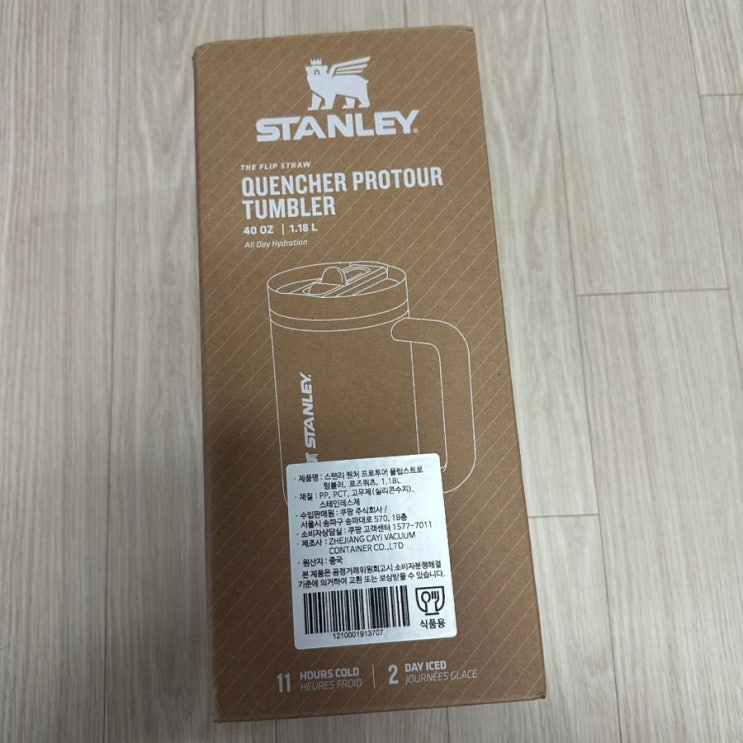 STANLEY®
THE FLIP STRAW
QUENCHER PROTOUR
TUMBLER
40 OZ | 1.18 L
All Day Hydration
STANLEY
· 제품명 : 스탠리 퀜처 프로투어 플립스트로
텀블러, 로즈쿼츠, 1.18L
· 재질 : PP, PCT, 고무제(실리콘수지),
스테인레스제
· 수입판매원 : 쿠팡 주식회사 /
서울시 송파구 송파대로 570, 18층
· 소비자상담실 : 쿠팡 고객센터 1577-7011
· 제조사 : ZHEJIANG CAYI VACUUM
CONTAINER CO.,LTD
· 원산지 : 중국
본 제품은 공정거래위원회고시 소비자분쟁해결
기준에 의거하여 교환 또는 보상받을 수 있습니다.
1210001913707
식품용
11 HOURS COLD
HEURES FROID
2 DAY ICED
JOURNÉES GLACÉ